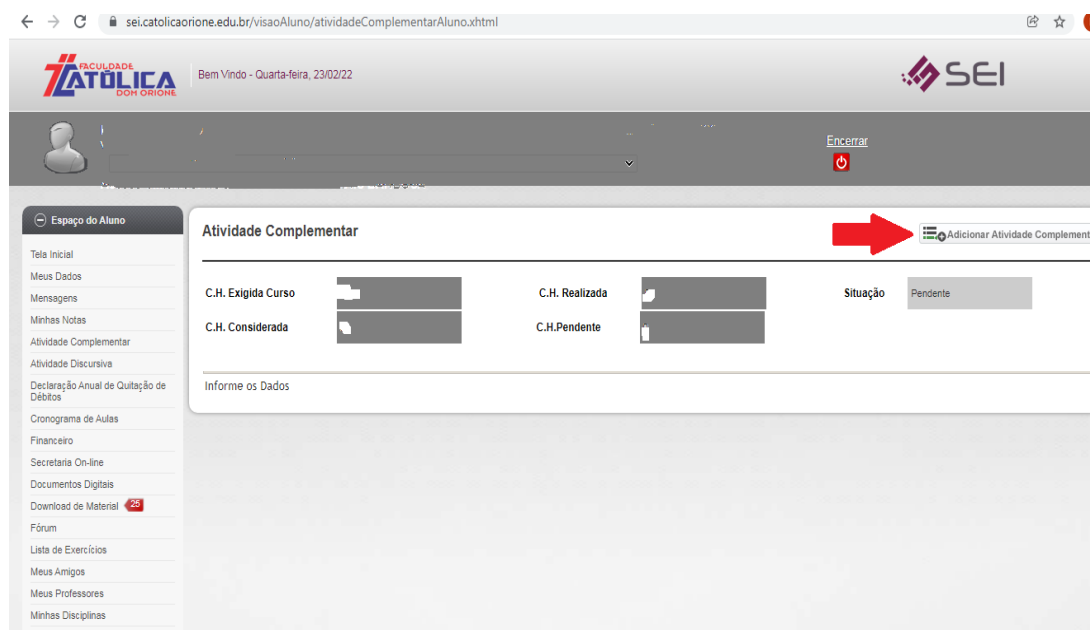 sei.catolicaorione.edu.br/visaoAluno/atividadeComplementarAluno.xhtml
FACULDADE
CATÓLICA
DOM ORIONE
Bem Vindo - Quarta-feira, 23/02/22
SEI
Encerrar
Espaço do Aluno
Tela Inicial
Meus Dados
Mensagens
Minhas Notas
Atividade Complementar
Atividade Discursiva
Declaração Anual de Quitação de
Débitos
Cronograma de Aulas
Financeiro
Secretaria On-line
Documentos Digitais
Download de Material 25
Fórum
Lista de Exercícios
Meus Amigos
Meus Professores
Minhas Disciplinas
Atividade Complementar
Adicionar Atividade Complement
C.H. Exigida Curso
C.H. Realizada
Situação Pendente
C.H. Considerada
C.H.Pendente
Informe os Dados